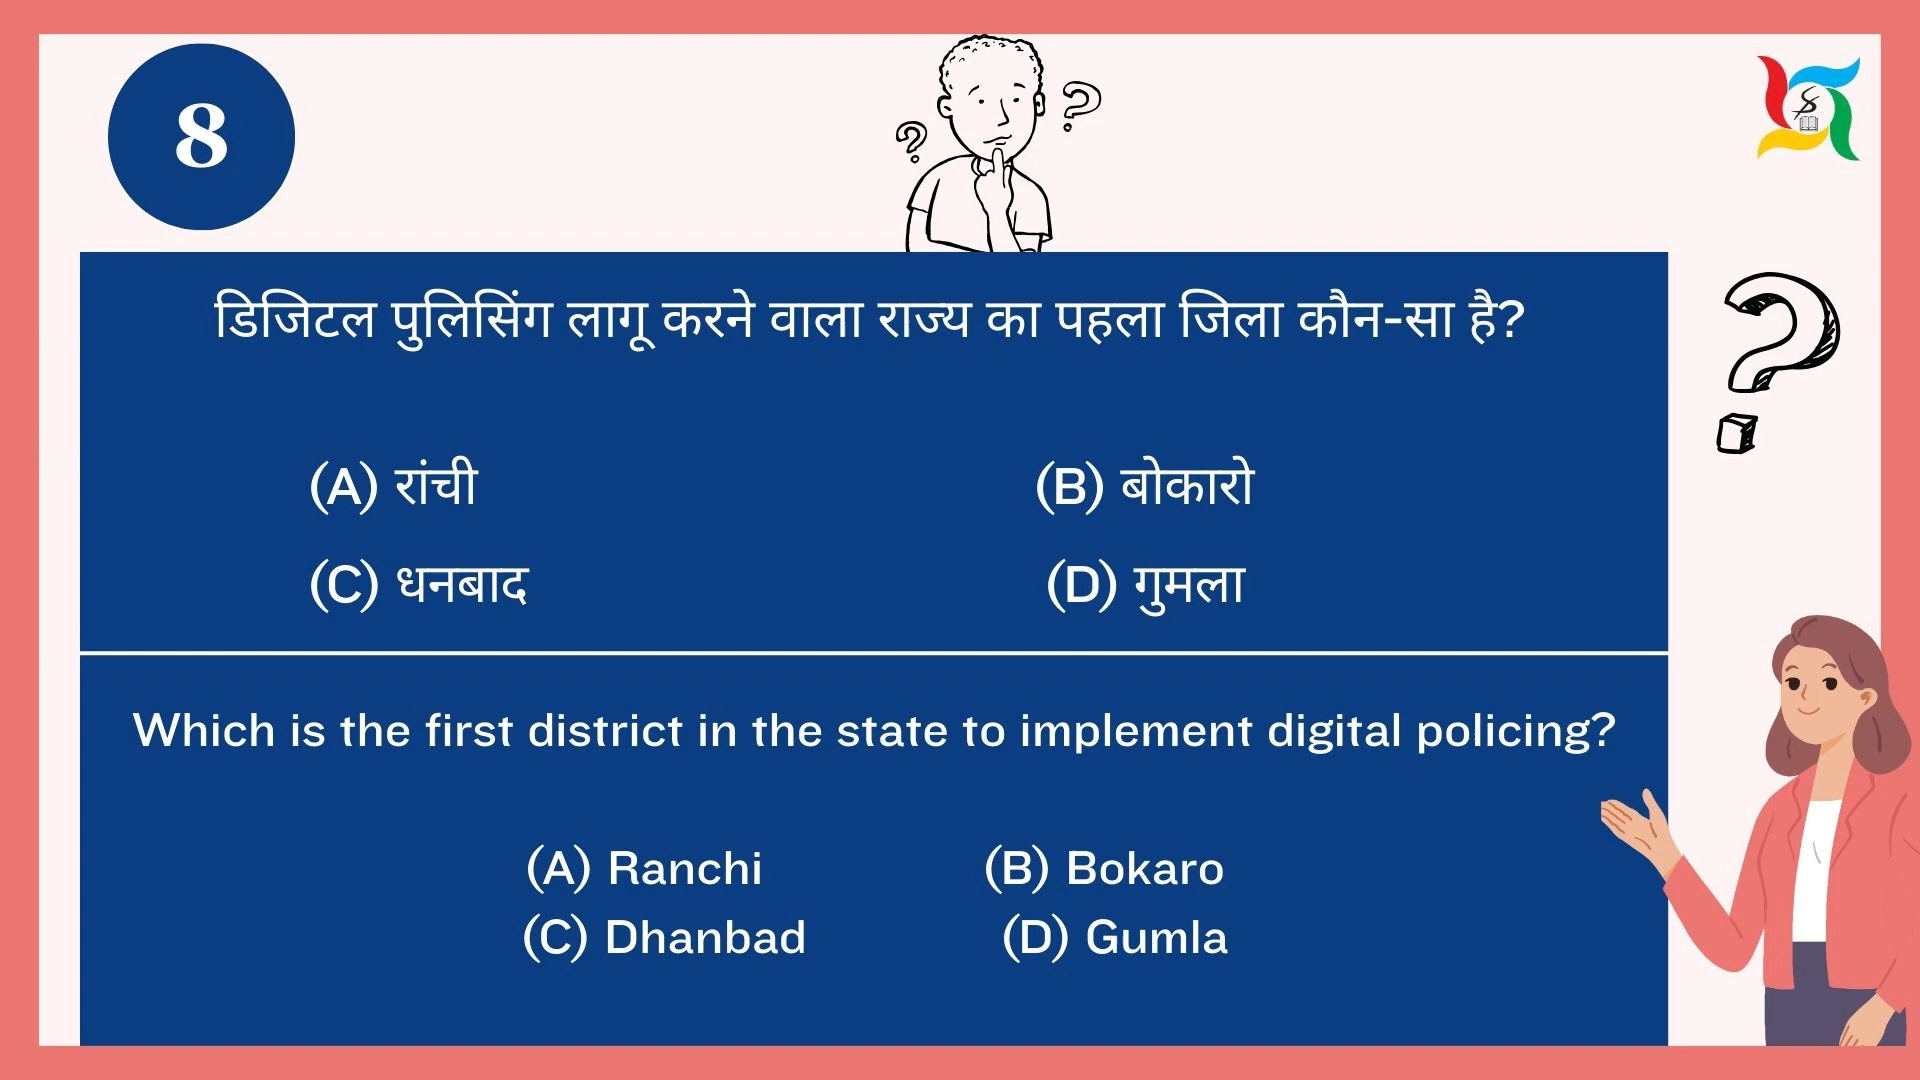 8
डिजिटल पुलिसिंग लागू करने वाला राज्य का पहला जिला कौन-सा है?
(A) रांची (B) बोकारो
(C) धनबाद (D) गुमला
Which is the first district in the state to implement digital policing?
(A) Ranchi (B) Bokaro
(C) Dhanbad (D) Gumla